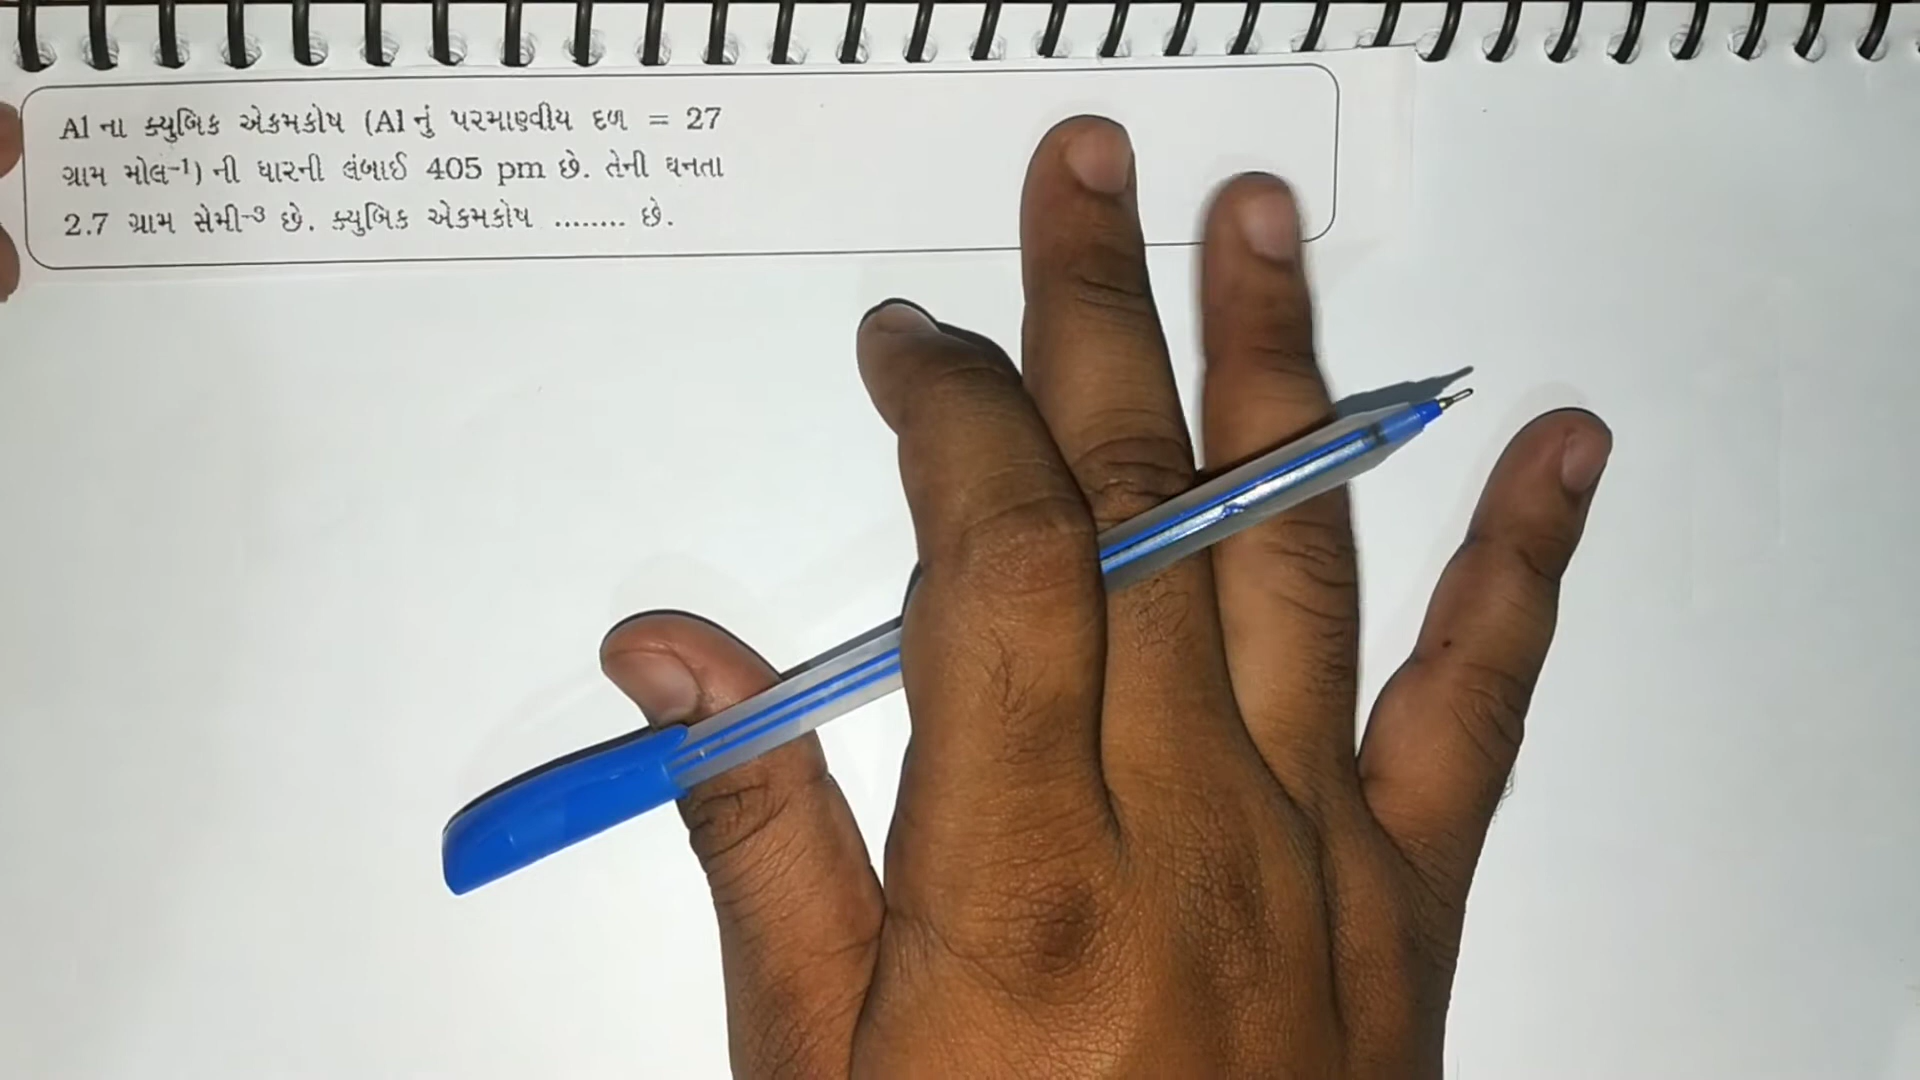 Al ના ક્યુબિક એકમકોષ (Al નું પરમાણ્વીય દળ = 27
ગ્રામ મોલ⁻¹) ની ધારની લંબાઈ 405 pm છે. તેની ઘનતા
2.7 ગ્રામ સેમી⁻³ છે. ક્યુબિક એકમકોષ ........ છે.